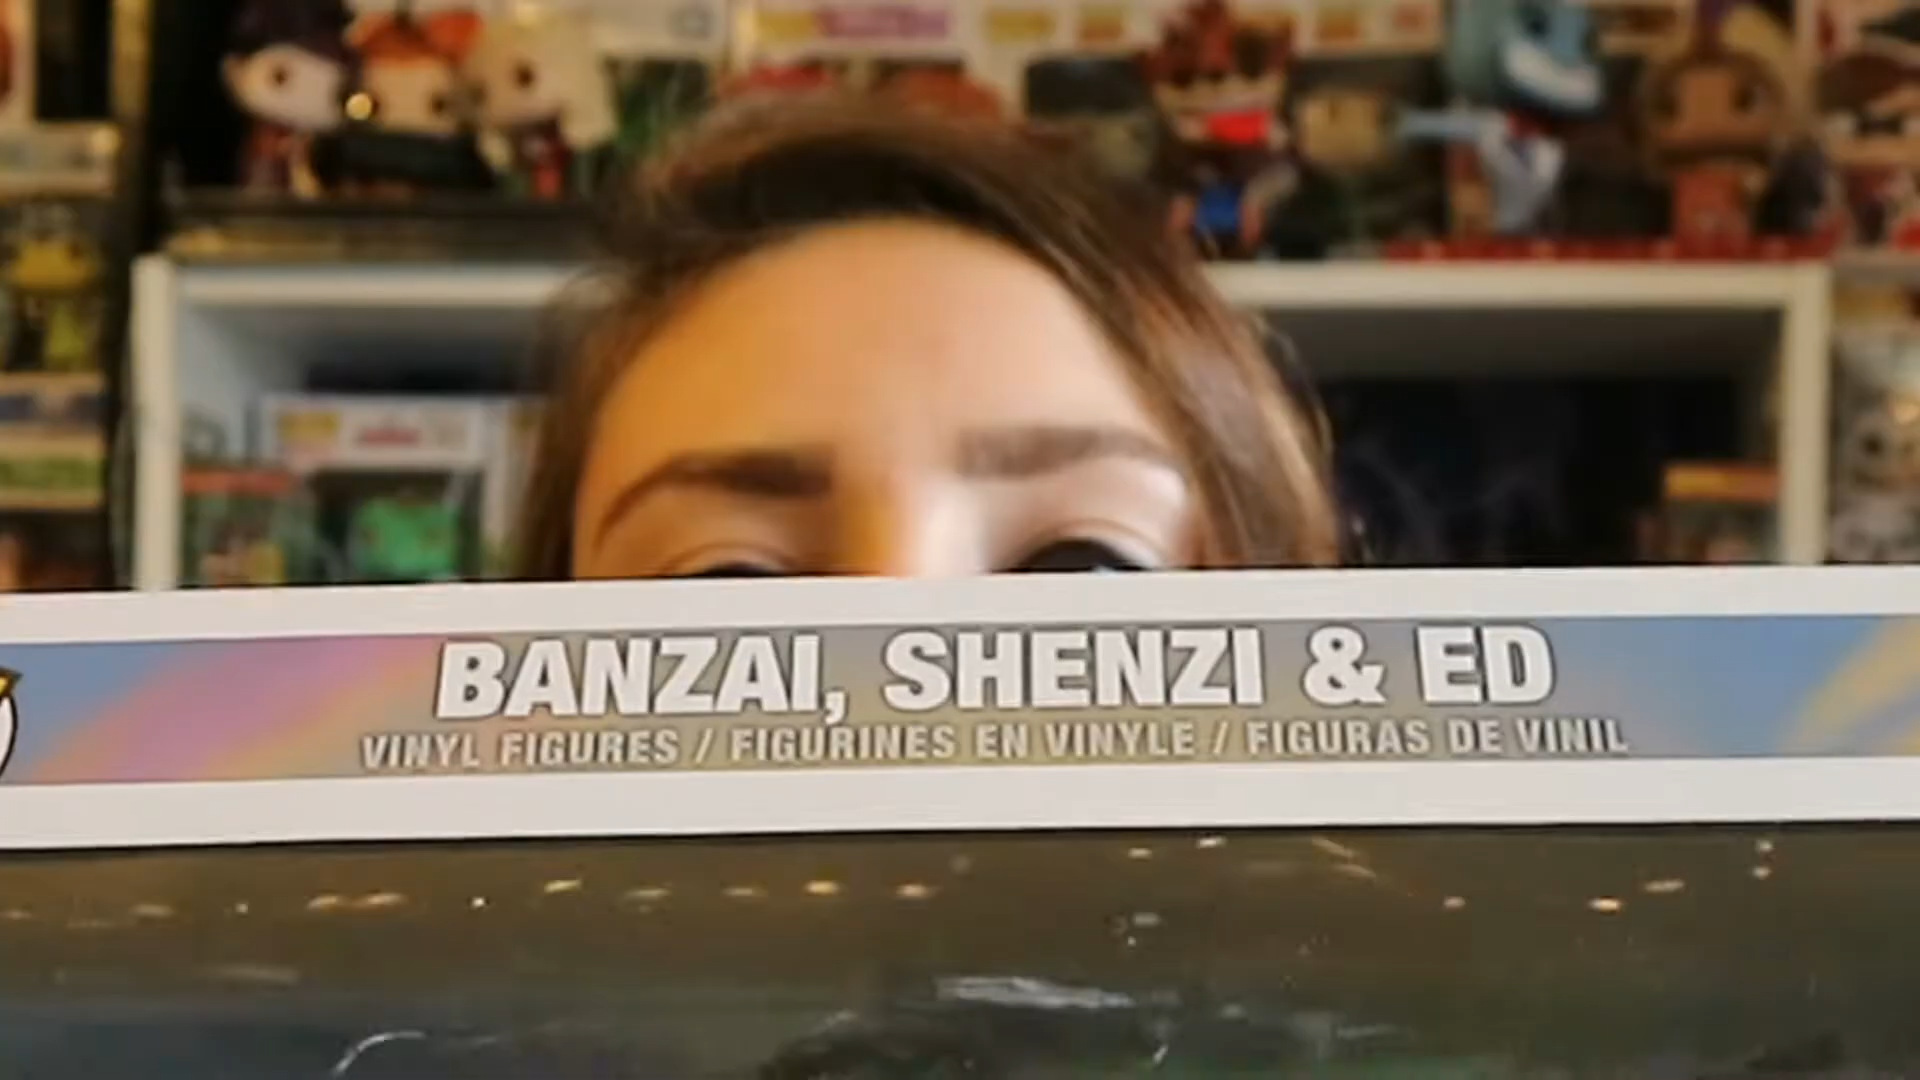 BANZAI, SHENZI & ED
VINYL FIGURES / FIGURINES EN VINYLE / FIGURAS DE VINIL